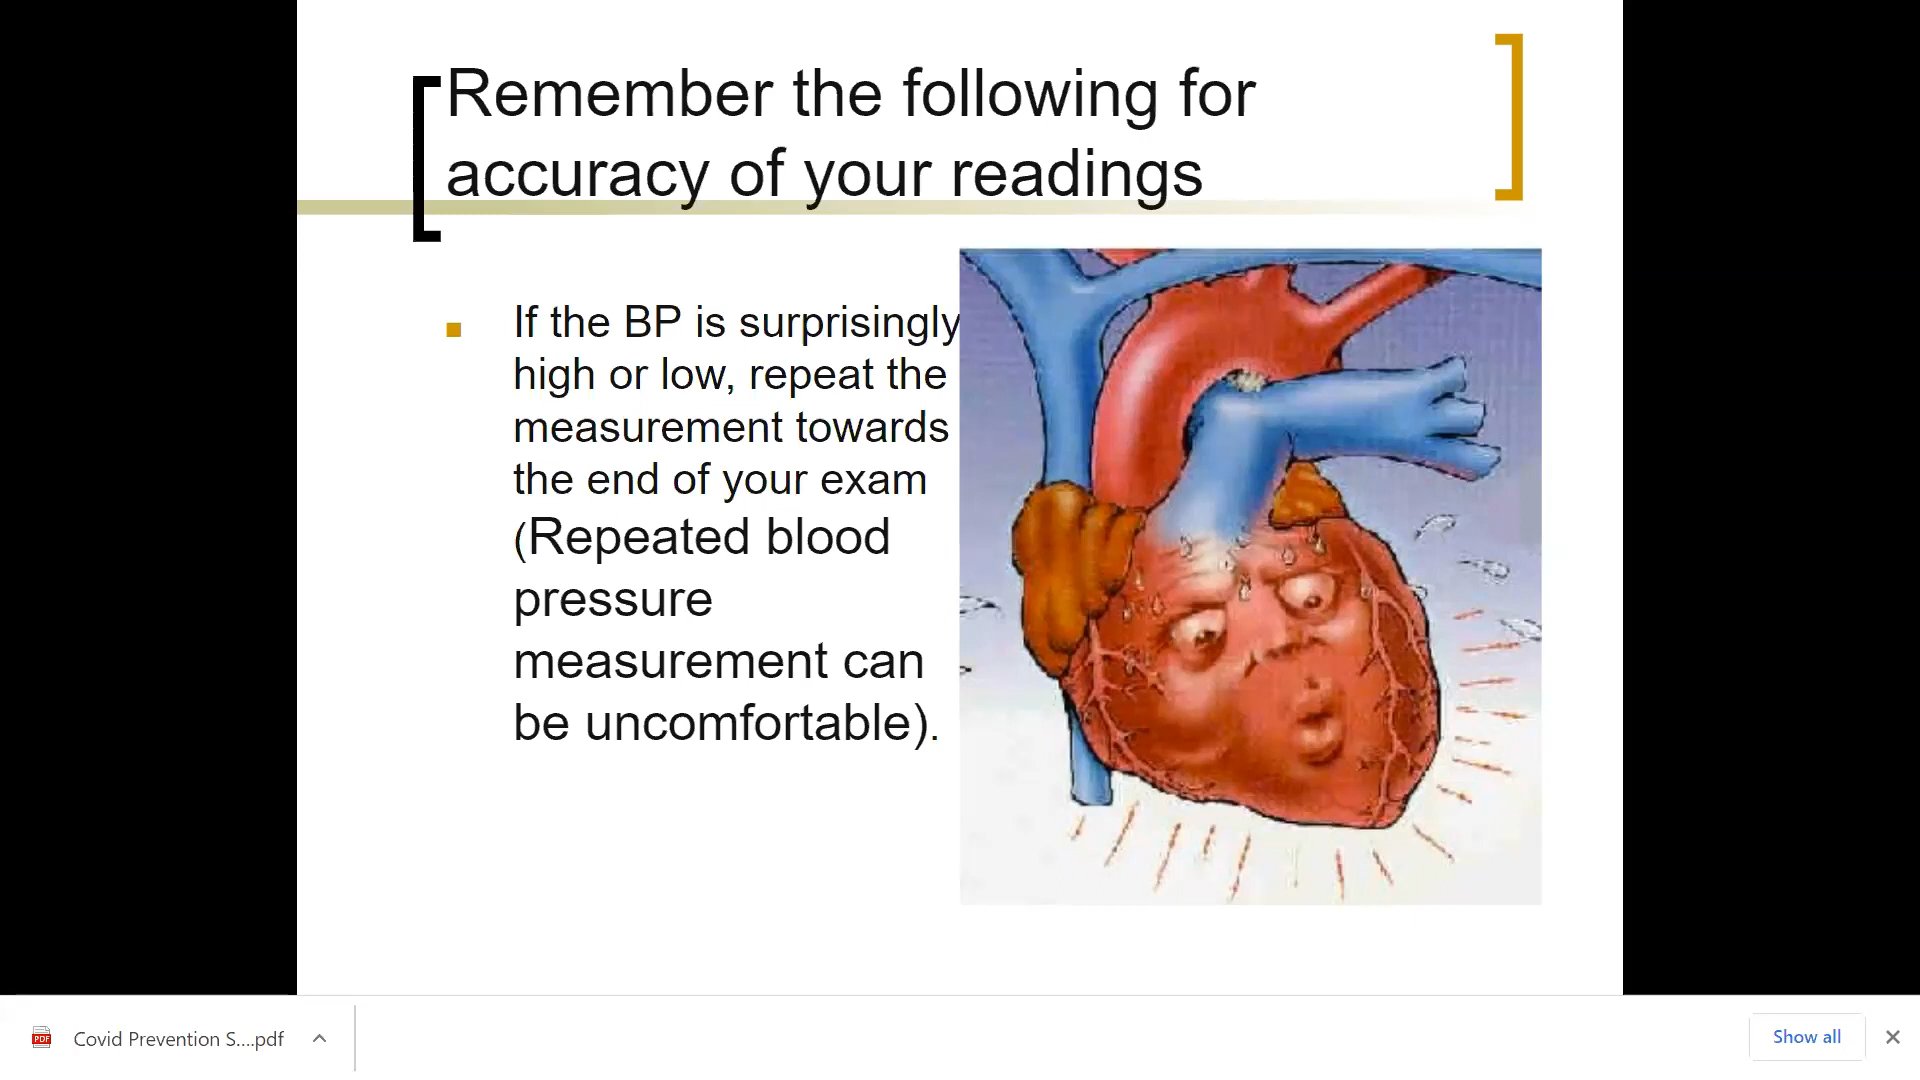 Remember the following for
accuracy of your readings
If the BP is surprisingly
high or low, repeat the
measurement towards
the end of your exam
(Repeated blood
pressure
measurement can
be uncomfortable).
PDF
Covid Prevention S....pdf
Show all